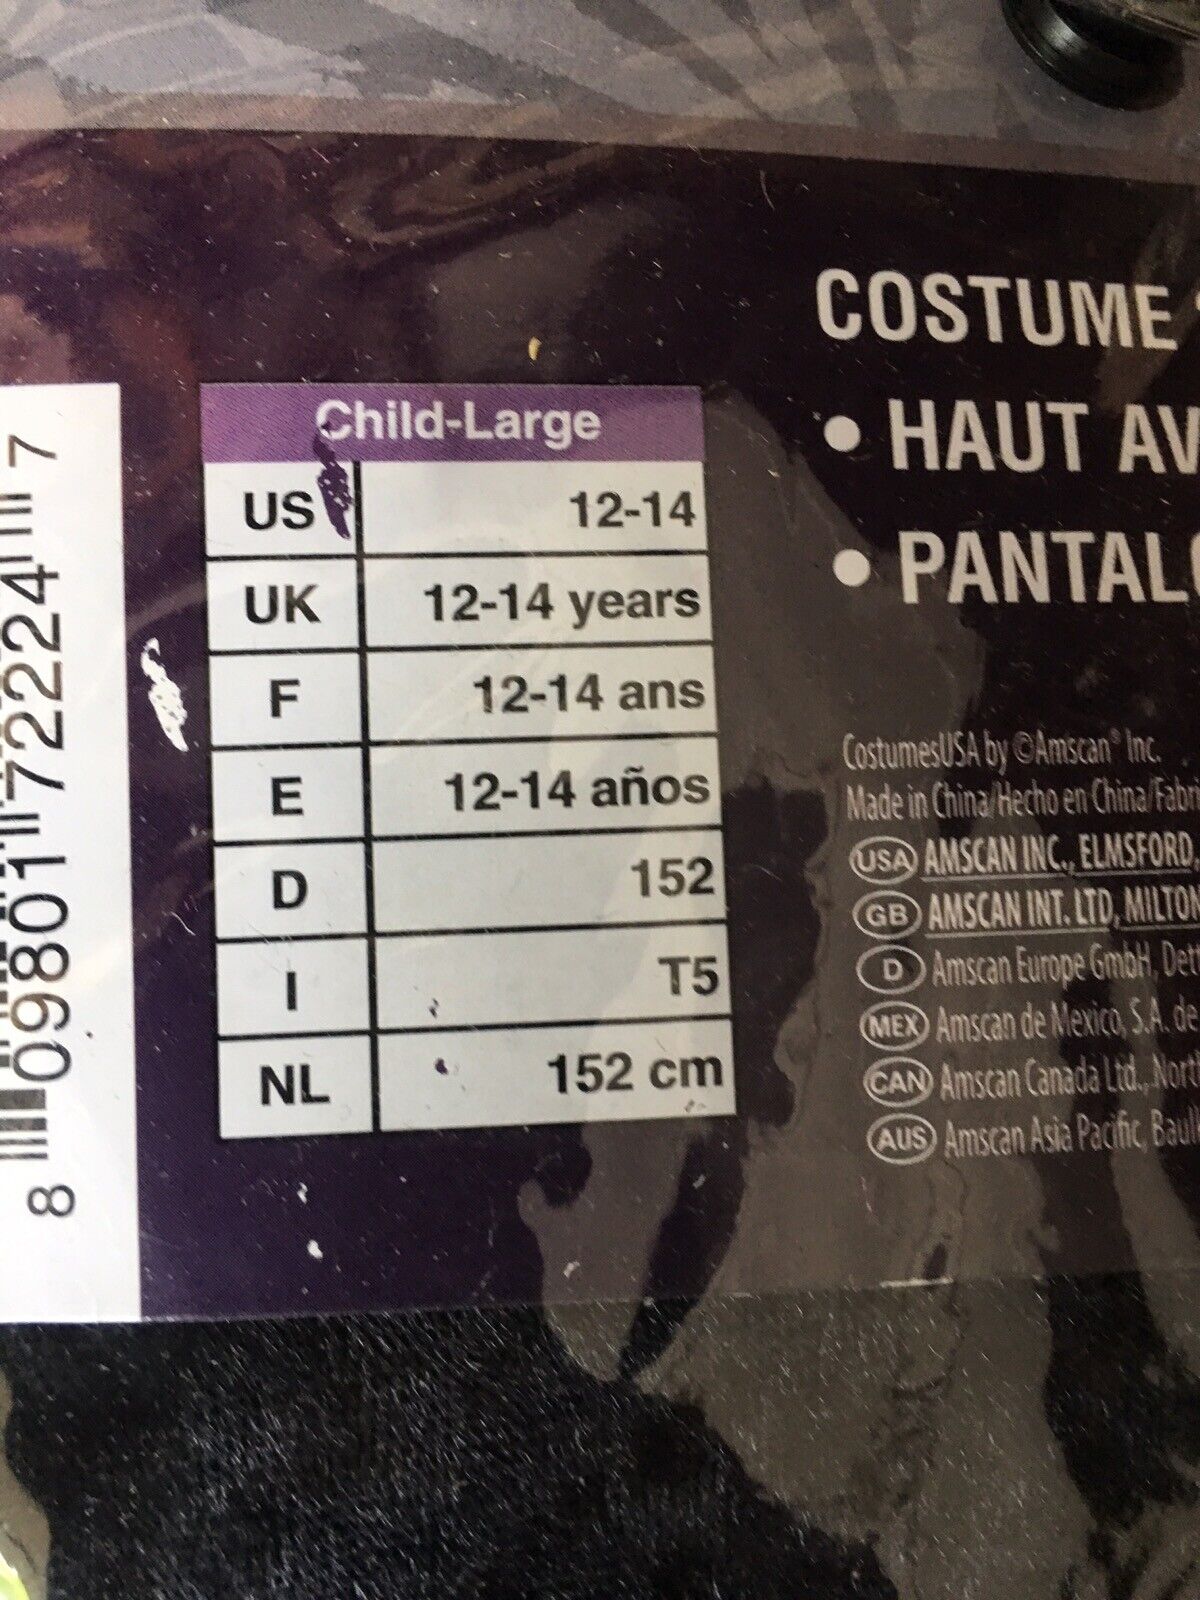 8 09801 72224 7
Child-Large
US 12-14
UK 12-14 years
F 12-14 ans
E 12-14 años
D 152
I T5
NL 152 cm
COSTUME
• HAUT AV
• PANTALO
CostumesUSA by ©Amscan® Inc.
Made in China/Hecho en China/Fabri
USA AMSCAN INC., ELMSFORD,
GB AMSCAN INT. LTD, MILTON
D Amscan Europe GmbH, Dett
MEX Amscan de Mexico, S.A. de
CAN Amscan Canada Ltd., North
AUS Amscan Asia Pacific, Baulk